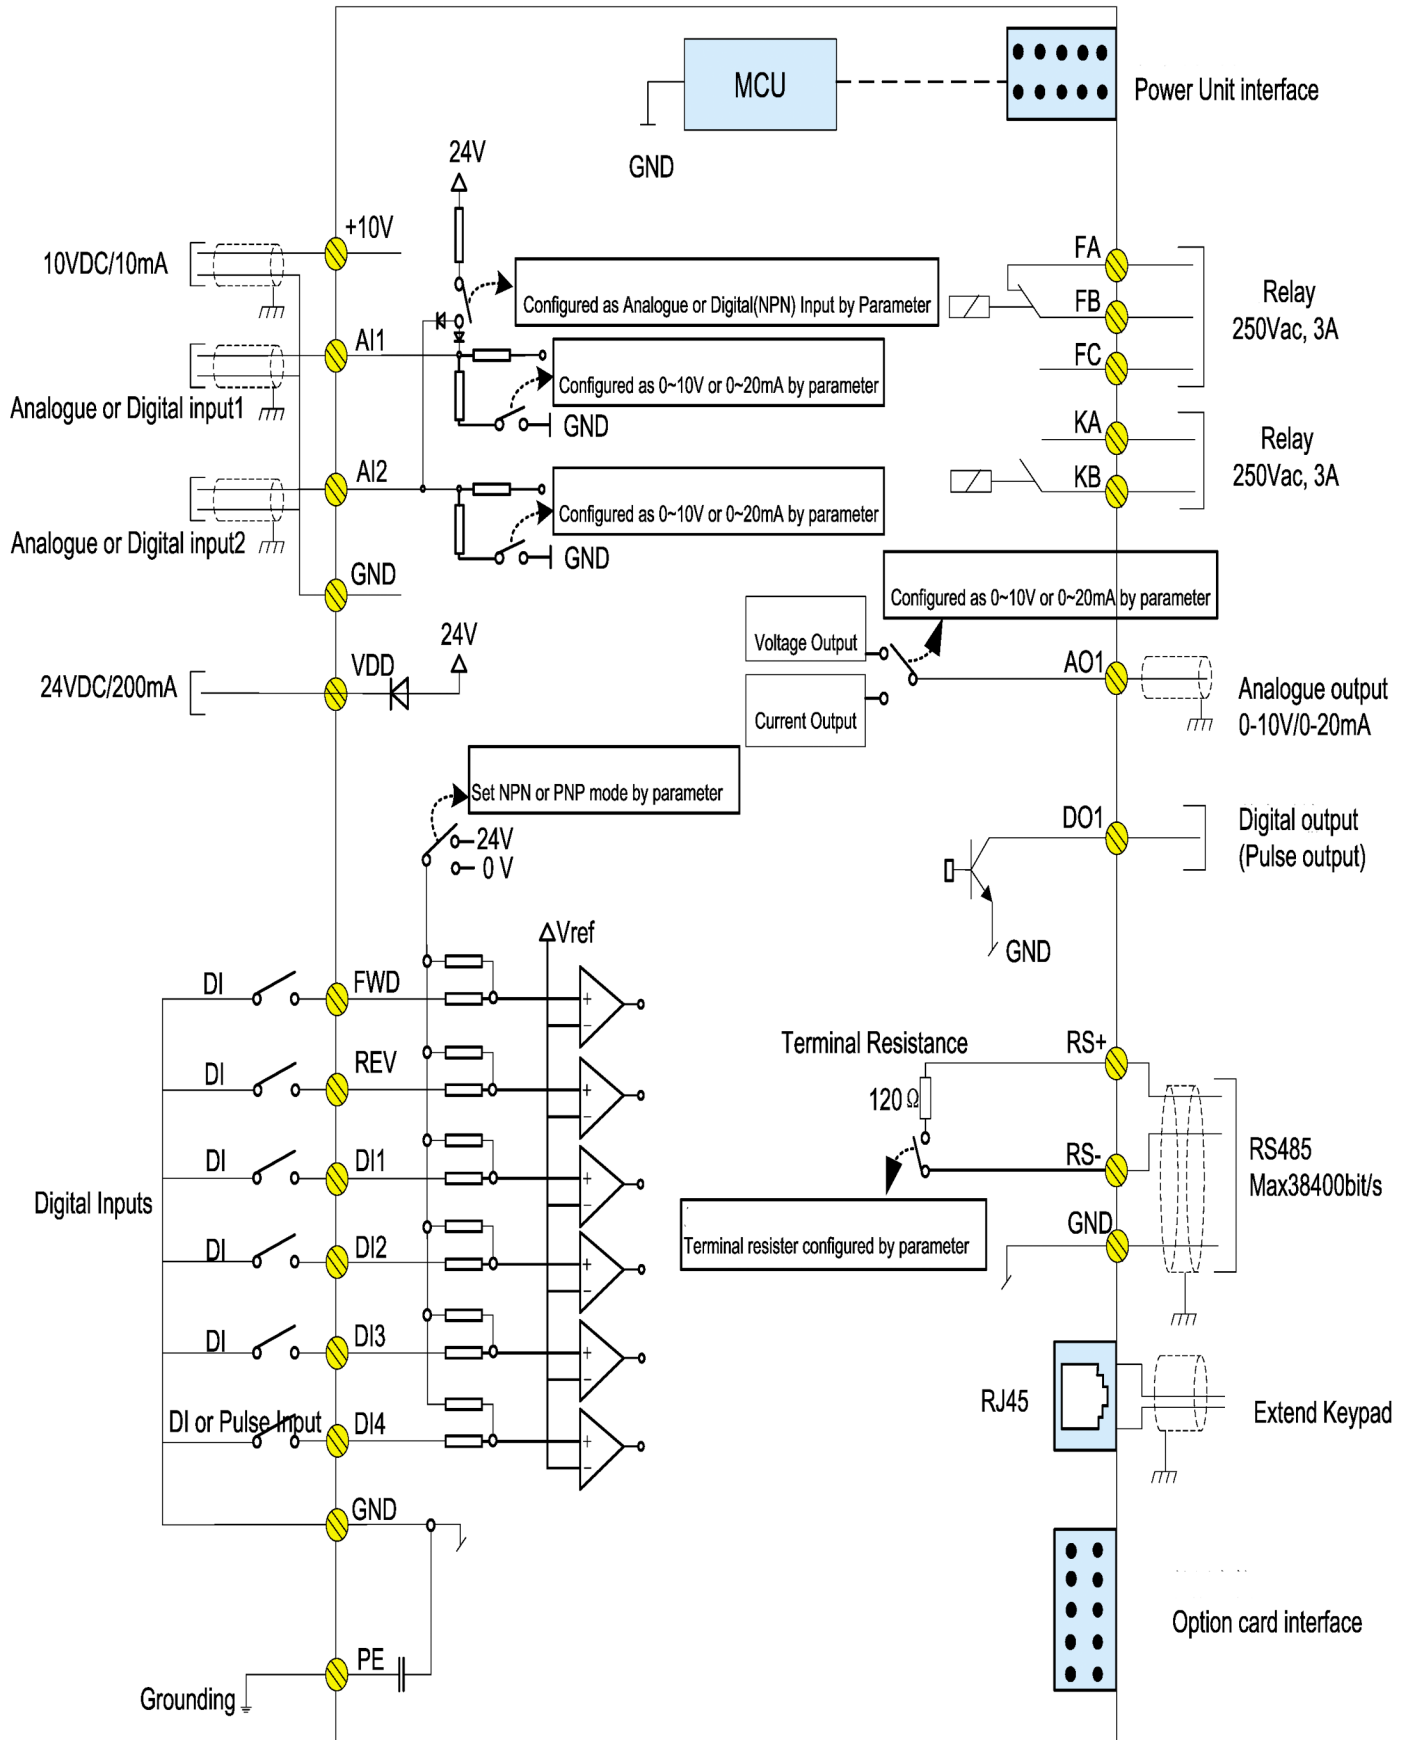 MCU
Power Unit interface
GND
24V
+10V
10VDC/10mA
Configured as Analogue or Digital(NPN) Input by Parameter
FA
FB
FC
Relay
250Vac, 3A
AI1
Analogue or Digital input1
Configured as 0~10V or 0~20mA by parameter
GND
KA
KB
Relay
250Vac, 3A
AI2
Analogue or Digital input2
Configured as 0~10V or 0~20mA by parameter
GND
GND
Configured as 0~10V or 0~20mA by parameter
Voltage Output
Current Output
AO1
Analogue output
0-10V/0-20mA
24V
VDD
24VDC/200mA
Set NPN or PNP mode by parameter
24V
0 V
DO1
Digital output
(Pulse output)
GND
Vref
DI
FWD
+
−
DI
REV
+
−
DI
DI1
+
−
Digital Inputs
DI
DI2
+
−
DI
DI3
+
−
DI or Pulse Input
DI4
+
−
GND
PE
Grounding
Terminal Resistance
RS+
120 Ω
RS-
RS485
Max38400bit/s
GND
Terminal resister configured by parameter
RJ45
Extend Keypad
Option card interface